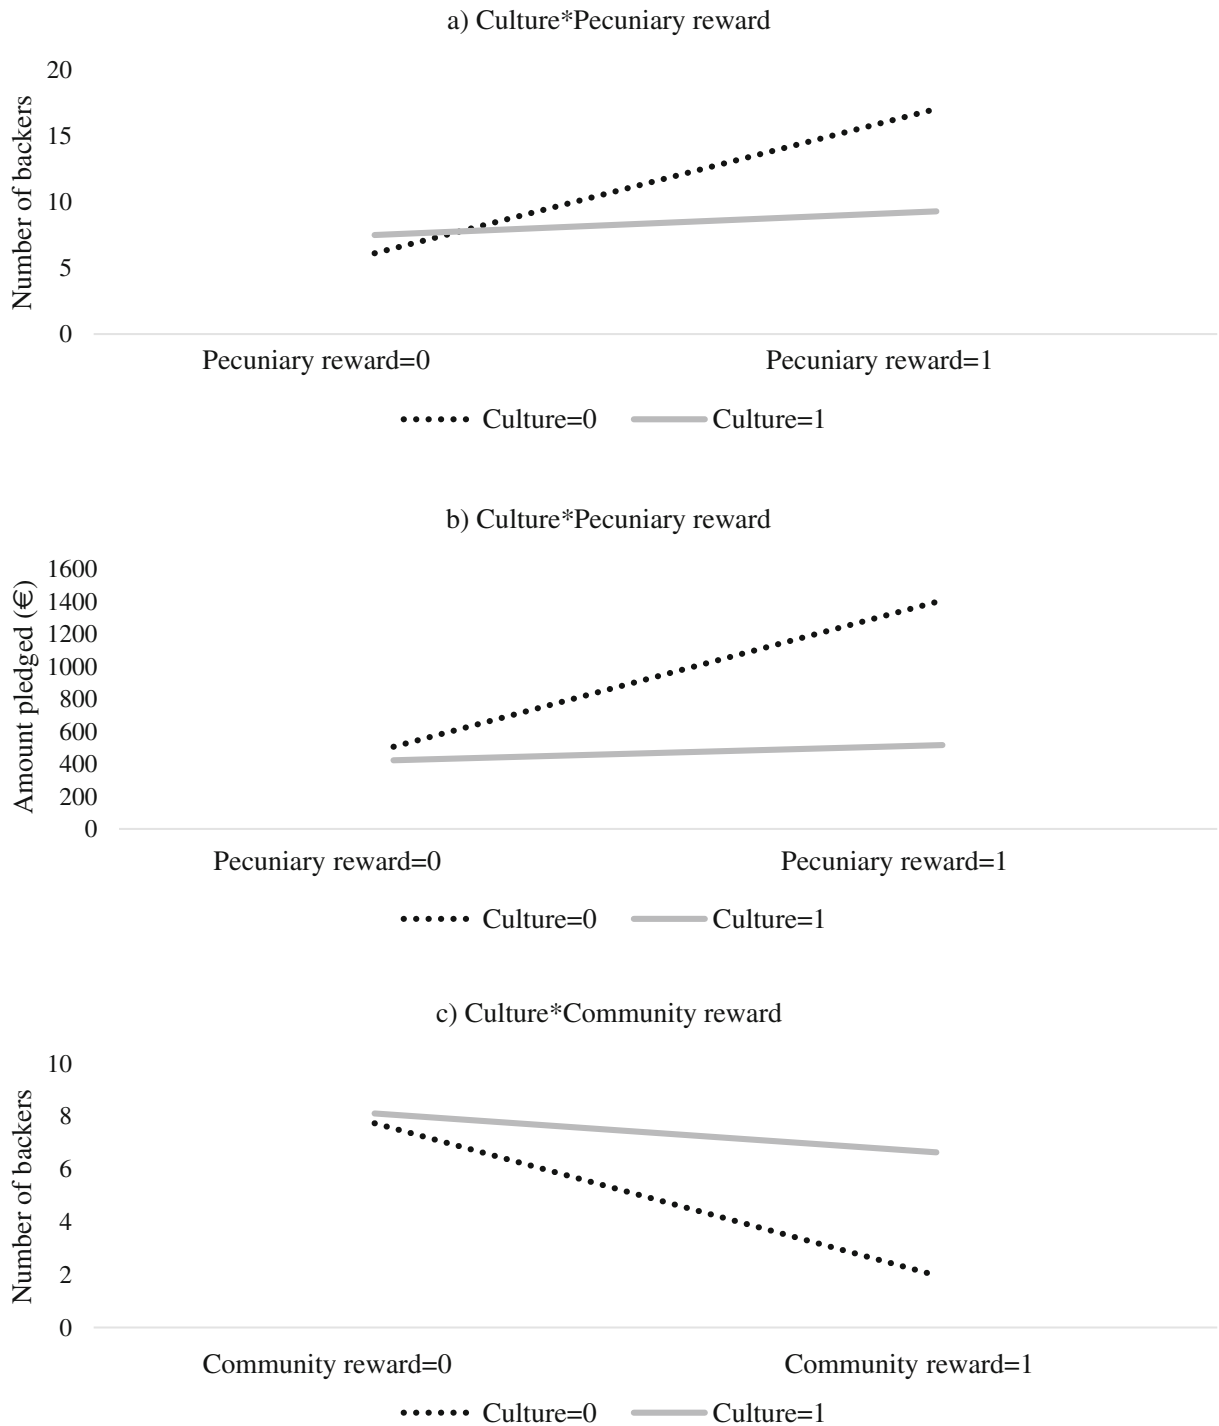 a) Culture*Pecuniary reward
Number of backers
20
15
10
5
0
Pecuniary reward=0 Pecuniary reward=1
Culture=0 Culture=1
b) Culture*Pecuniary reward
Amount pledged (€)
1600
1400
1200
1000
800
600
400
200
0
Pecuniary reward=0 Pecuniary reward=1
Culture=0 Culture=1
c) Culture*Community reward
Number of backers
10
8
6
4
2
0
Community reward=0 Community reward=1
Culture=0 Culture=1